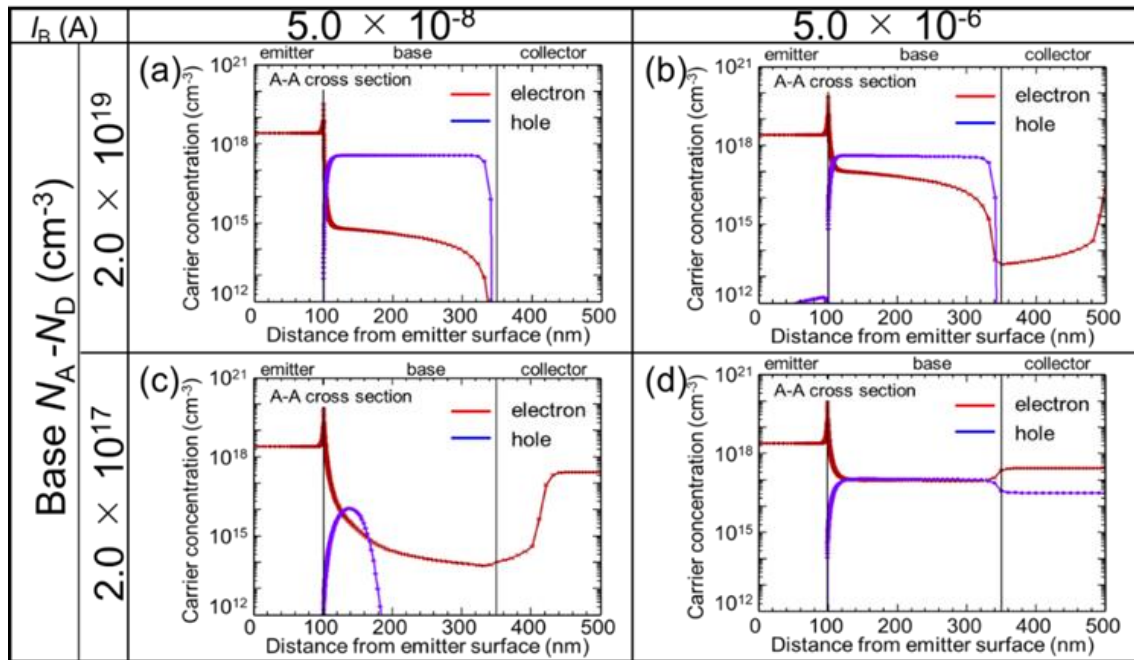 I_B (A)
5.0 × 10^-8
5.0 × 10^-6
Base N_A-N_D (cm^-3)
2.0 × 10^19
2.0 × 10^17
(a)
emitter base collector
A-A cross section
electron
hole
Carrier concentration (cm^-3)
10^21
10^18
10^15
10^12
0 100 200 300 400 500
Distance from emitter surface (nm)
(b)
emitter base collector
A-A cross section
electron
hole
Carrier concentration (cm^-3)
10^21
10^18
10^15
10^12
0 100 200 300 400 500
Distance from emitter surface (nm)
(c)
emitter base collector
A-A cross section
electron
hole
Carrier concentration (cm^-3)
10^21
10^18
10^15
10^12
0 100 200 300 400 500
Distance from emitter surface (nm)
(d)
emitter base collector
A-A cross section
electron
hole
Carrier concentration (cm^-3)
10^21
10^18
10^15
10^12
0 100 200 300 400 500
Distance from emitter surface (nm)